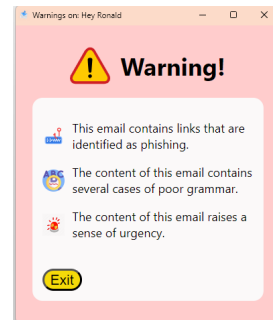 Warnings on: Hey Ronald
Warning!
This email contains links that are
identified as phishing.
ABC
The content of this email contains
several cases of poor grammar.
The content of this email raises a
sense of urgency.
Exit